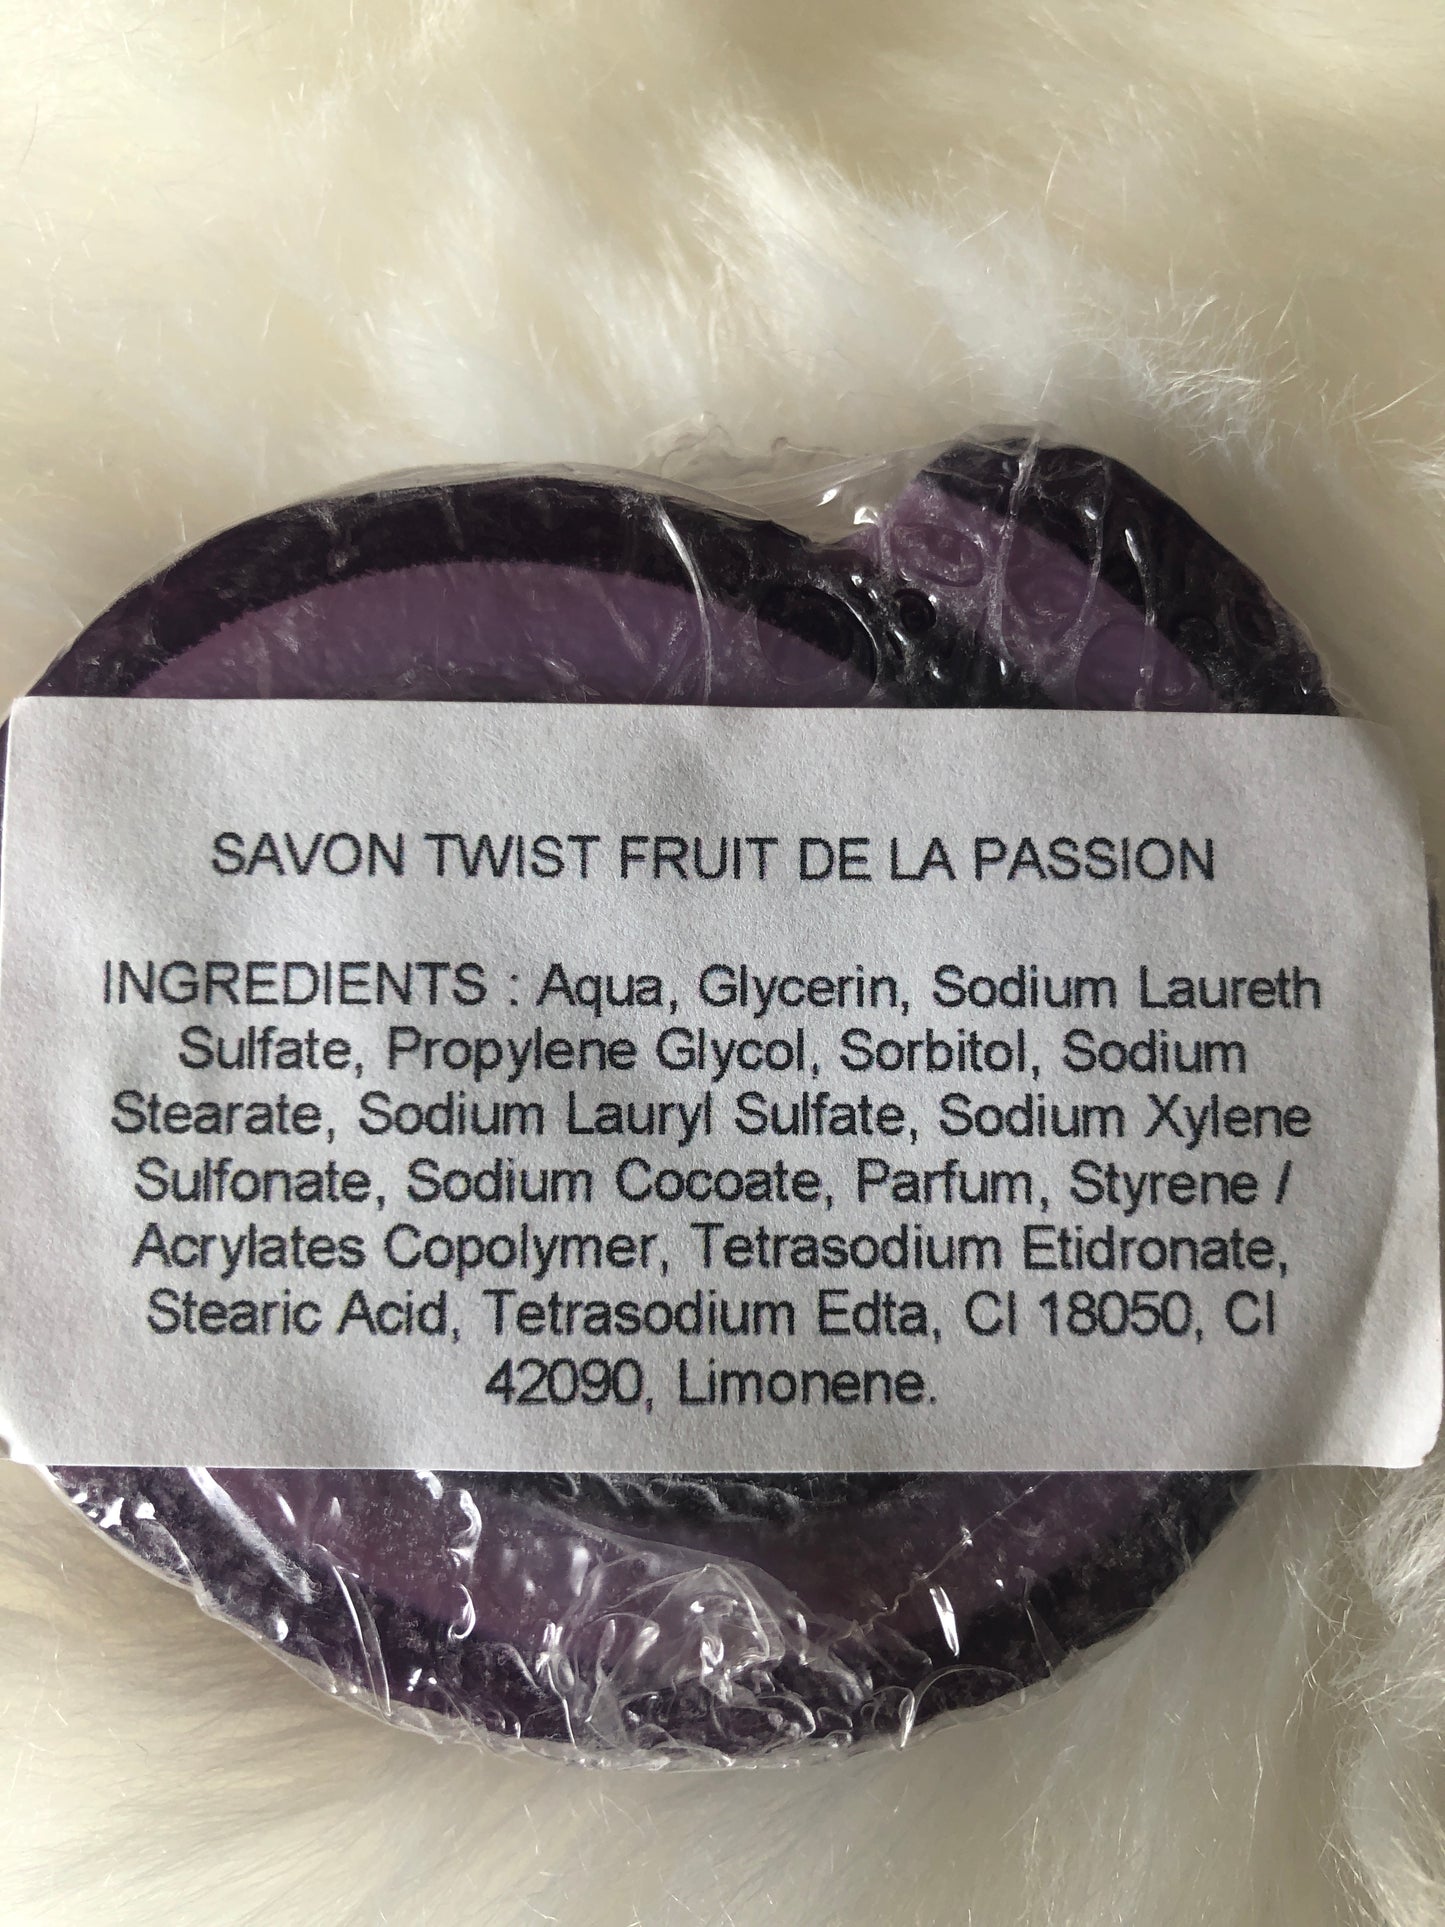 SAVON TWIST FRUIT DE LA PASSION
INGREDIENTS : Aqua, Glycerin, Sodium Laureth
Sulfate, Propylene Glycol, Sorbitol, Sodium
Stearate, Sodium Lauryl Sulfate, Sodium Xylene
Sulfonate, Sodium Cocoate, Parfum, Styrene /
Acrylates Copolymer, Tetrasodium Etidronate,
Stearic Acid, Tetrasodium Edta, CI 18050, CI
42090, Limonene.